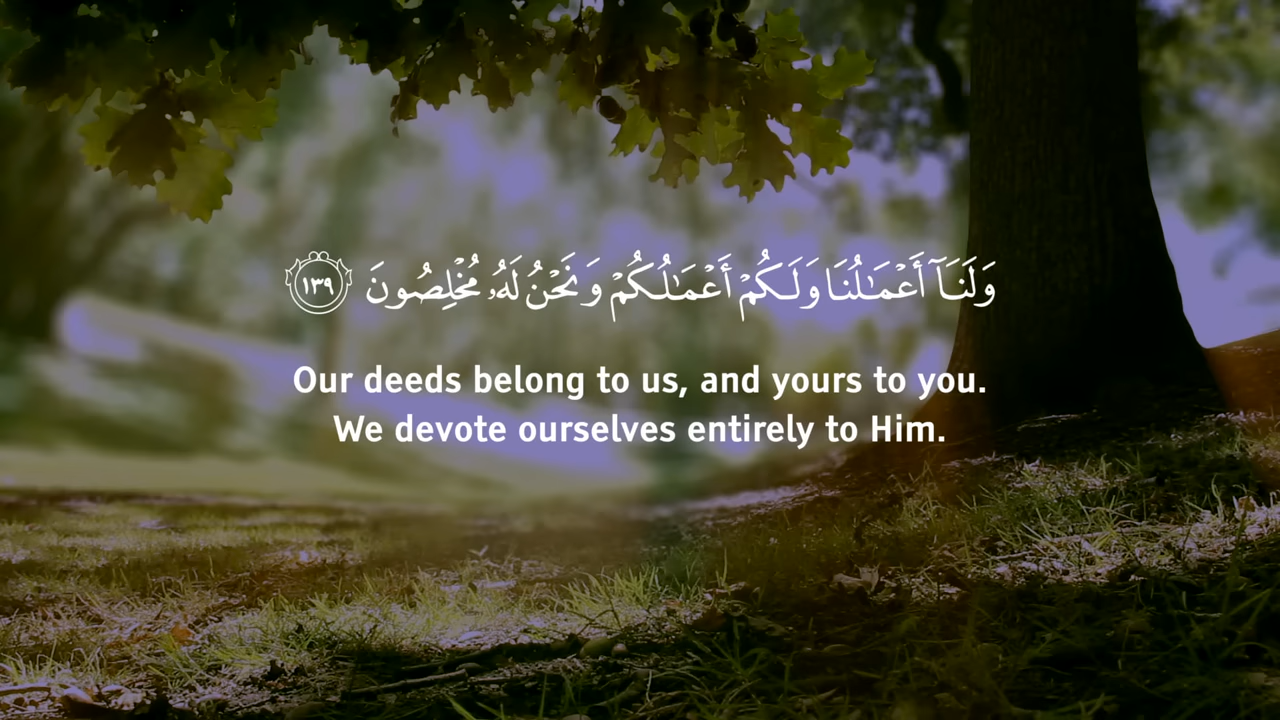 وَلَنَآ أَعْمَـٰلُنَا وَلَكُمْ أَعْمَـٰلُكُمْ وَنَحْنُ لَهُۥ مُخْلِصُونَ ١٣٩
Our deeds belong to us, and yours to you.
We devote ourselves entirely to Him.